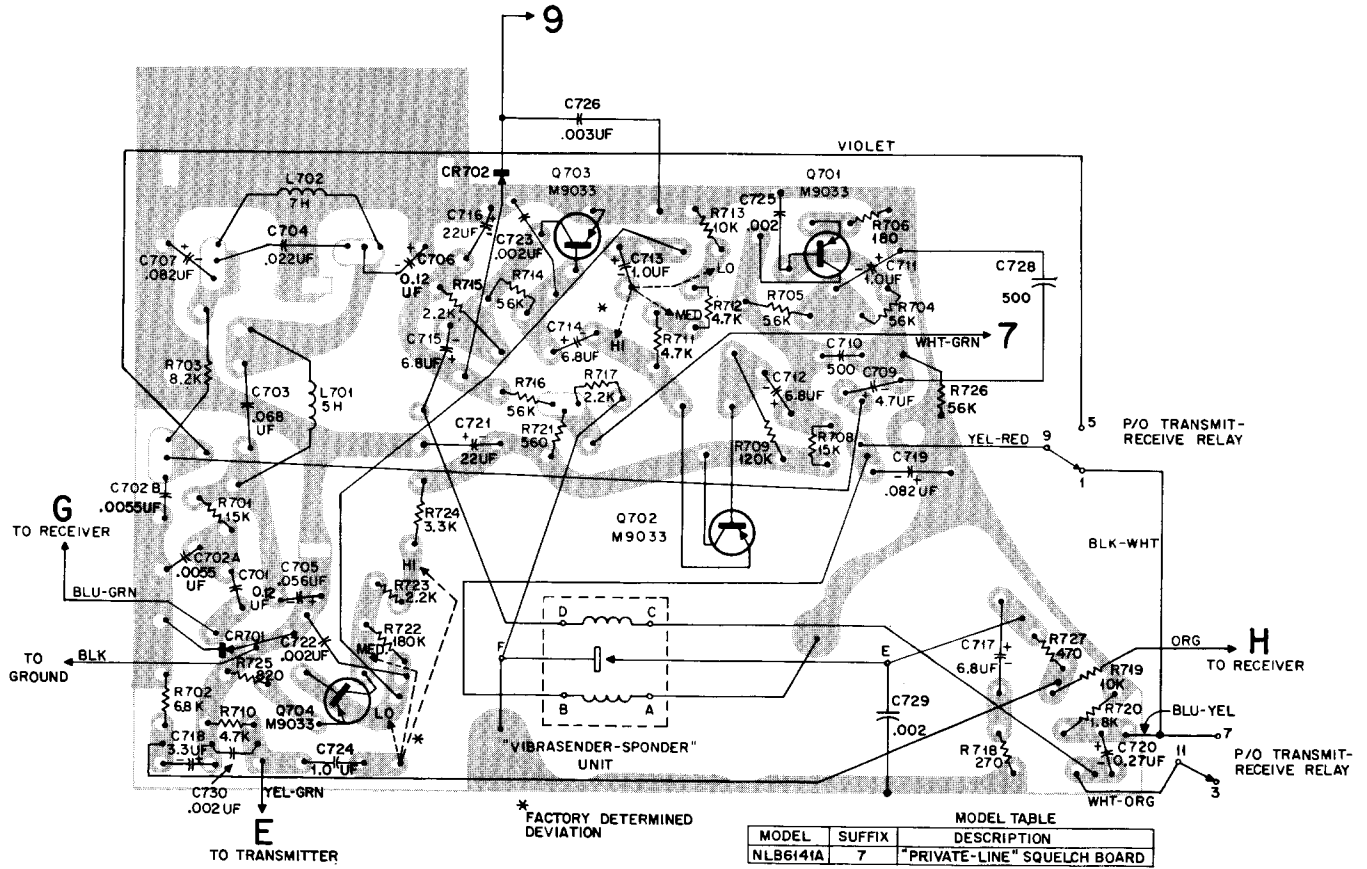 9
C726
.003UF
VIOLET
CR702
Q703
M9033
Q701
M9033
L702
7H
C704
.022UF
C707
.082UF
C706
0.12
UF
C716
22UF
C723
.002UF
R713
10K
C725
.002
R706
180
C713
1.0UF
LO
C711
1.0UF
C728
500
R715
2.2K
R714
56K
*
MED
R712
4.7K
R705
5.6K
R704
56K
HI
WHT-GRN
7
C715
6.8UF
C714
6.8UF
R711
4.7K
C710
500
R703
8.2K
C703
.068
UF
L701
5H
R716
56K
R717
2.2K
C712
6.8UF
C709
4.7UF
R726
56K
C721
22UF
R721
560
R709
120K
R708
15K
YEL-RED
9
5
1
P/O TRANSMIT-
RECEIVE RELAY
C719
.082UF
C702B
.0055UF
R701
15K
R724
3.3K
Q702
M9033
G
TO RECEIVER
BLK-WHT
C702A
.0055
UF
C701
0.12
UF
C705
.056UF
HI
R723
2.2K
BLU-GRN
D
C
CR701
C722
.002UF
R722
180K
MED
F
E
C717
6.8UF
R727
470
ORG
H
TO RECEIVER
TO
GROUND
BLK
R725
820
R719
10K
R702
6.8K
R710
4.7K
Q704
M9033
LO
B
A
C729
.002
R720
1.8K
BLU-YEL
7
*
C718
3.3UF
C724
1.0UF
"VIBRASENDER-SPONDER"
UNIT
R718
270
C720
0.27UF
11
3
P/O TRANSMIT-
RECEIVE RELAY
C730
.002UF
YEL-GRN
WHT-ORG
E
TO TRANSMITTER
*FACTORY DETERMINED
DEVIATION
MODEL TABLE
MODEL SUFFIX DESCRIPTION
NLB6141A 7 "PRIVATE-LINE" SQUELCH BOARD